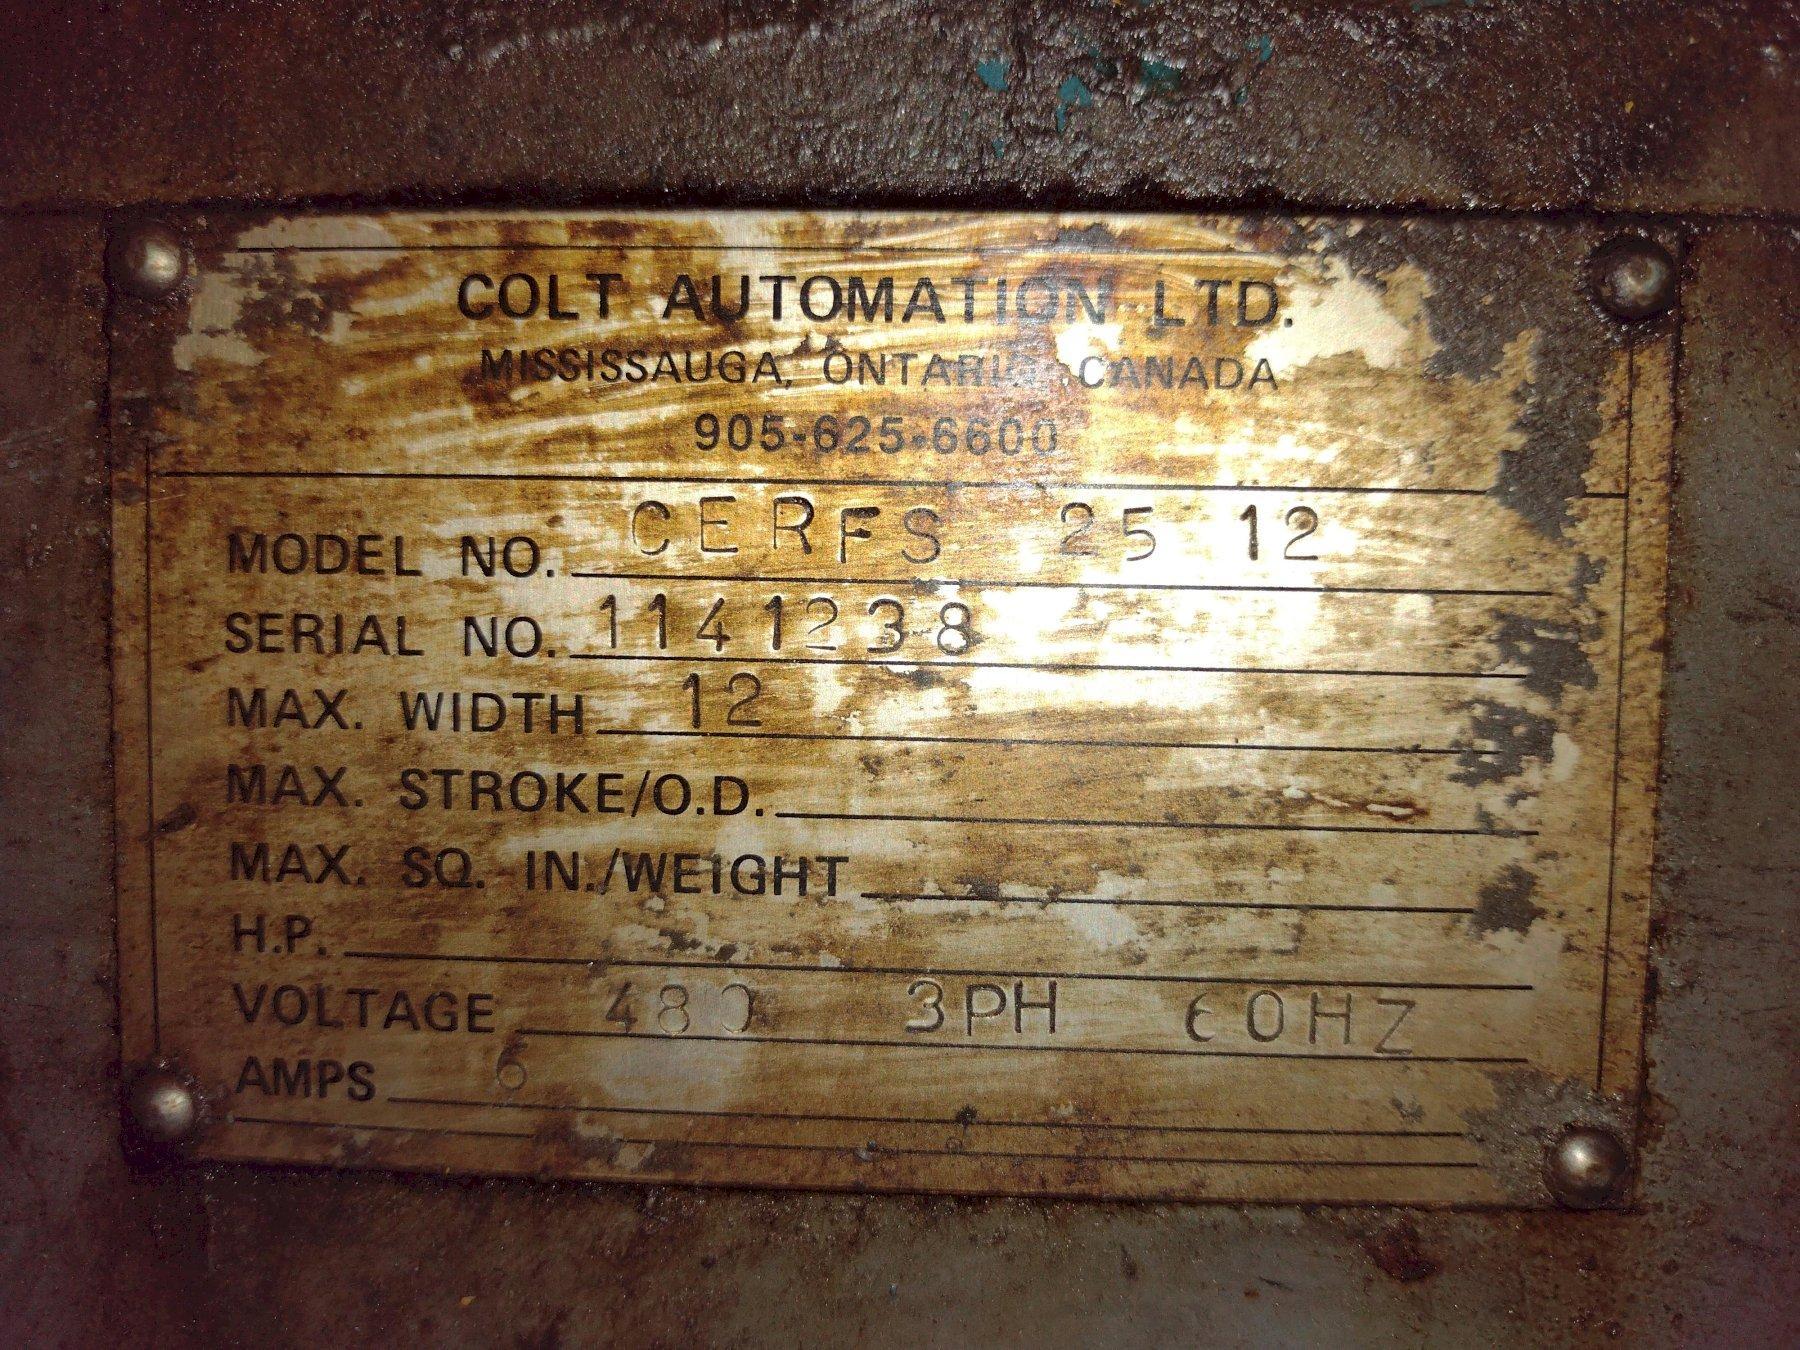 COLT AUTOMATION LTD.
MISSISSAUGA, ONTARIO CANADA
905-625-6600
MODEL NO. CERFS 25 12
SERIAL NO. 1141238
MAX. WIDTH 12
MAX. STROKE/O.D.
MAX. SQ. IN./WEIGHT
H.P.
VOLTAGE 480 3PH 60HZ
AMPS 6